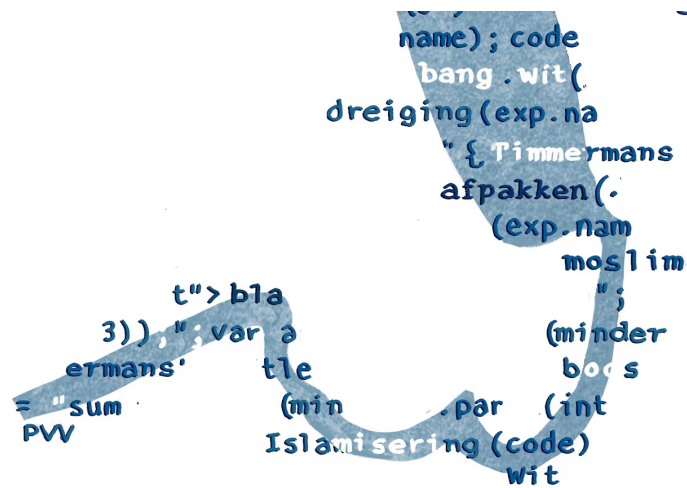 name); code
bang.wit(
dreiging(exp.na
"{ Timmermans
afpakken(.
(exp.nam
moslim
t">bla ";
3)),";var a (minder
ermans' tle boos
= "sum (min .par (int
PVV Islamisering (code)
Wit